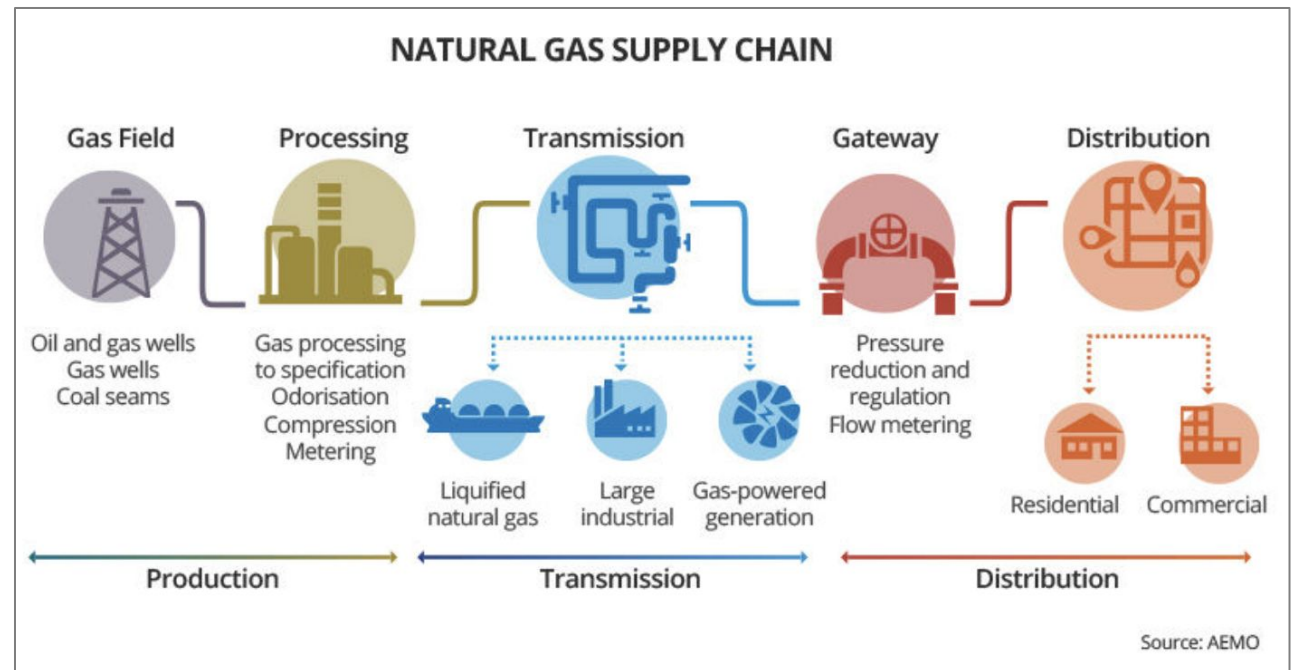 NATURAL GAS SUPPLY CHAIN
Gas Field
Processing
Transmission
Gateway
Distribution
Oil and gas wells
Gas wells
Coal seams
Gas processing
to specification
Odorisation
Compression
Metering
Liquified
natural gas
Large
industrial
Gas-powered
generation
Pressure
reduction and
regulation
Flow metering
Residential
Commercial
Production
Transmission
Distribution
Source: AEMO